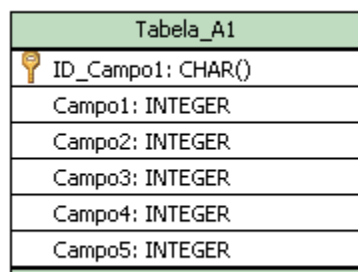 Tabela_A1
ID_Campo1: CHAR()
Campo1: INTEGER
Campo2: INTEGER
Campo3: INTEGER
Campo4: INTEGER
Campo5: INTEGER